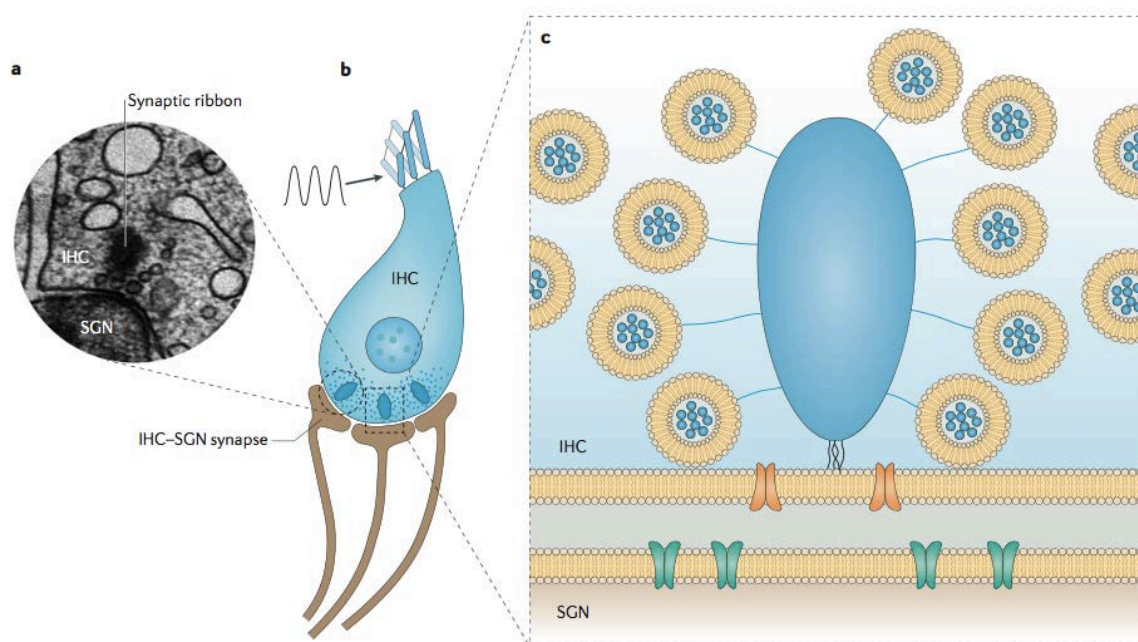 a
Synaptic ribbon
IHC
SGN
b
IHC
IHC–SGN synapse
c
IHC
SGN